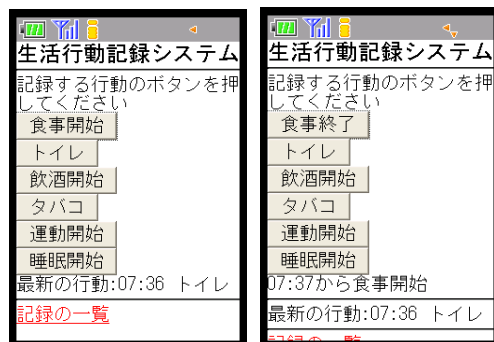 生活行動記録システム
記録する行動のボタンを押
してください
食事開始
トイレ
飲酒開始
タバコ
運動開始
睡眠開始
最新の行動:07:36 トイレ
記録の一覧
生活行動記録システム
記録する行動のボタンを押
してください
食事終了
トイレ
飲酒開始
タバコ
運動開始
睡眠開始
07:37から食事開始
最新の行動:07:36 トイレ